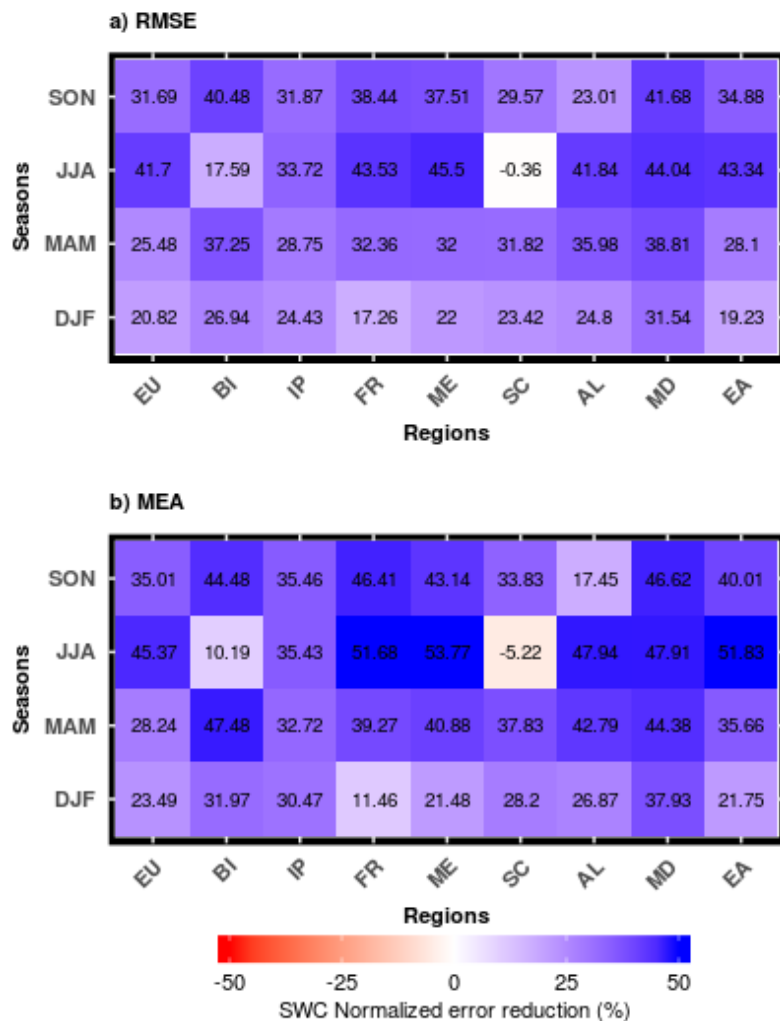 a) RMSE
SON 31.69 40.48 31.87 38.44 37.51 29.57 23.01 41.68 34.88
JJA 41.7 17.59 33.72 43.53 45.5 -0.36 41.84 44.04 43.34
MAM 25.48 37.25 28.75 32.36 32 31.82 35.98 38.81 28.1
DJF 20.82 26.94 24.43 17.26 22 23.42 24.8 31.54 19.23
Seasons
EU BI IP FR ME SC AL MD EA
Regions
b) MEA
SON 35.01 44.48 35.46 46.41 43.14 33.83 17.45 46.62 40.01
JJA 45.37 10.19 35.43 51.68 53.77 -5.22 47.94 47.91 51.83
MAM 28.24 47.48 32.72 39.27 40.88 37.83 42.79 44.38 35.66
DJF 23.49 31.97 30.47 11.46 21.48 28.2 26.87 37.93 21.75
Seasons
EU BI IP FR ME SC AL MD EA
Regions
-50 -25 0 25 50
SWC Normalized error reduction (%)